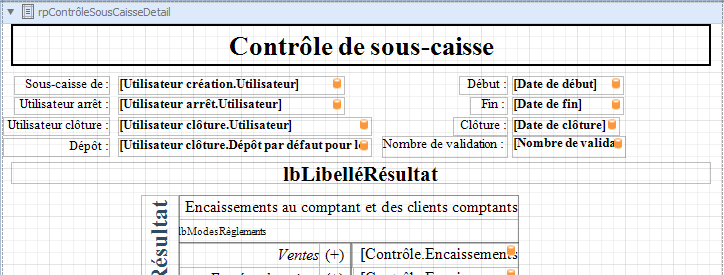 rpContrôleSousCaisseDetail
Contrôle de sous-caisse
Sous-caisse de : [Utilisateur création.Utilisateur] Début : [Date de début]
Utilisateur arrêt : [Utilisateur arrêt.Utilisateur] Fin : [Date de fin]
Utilisateur clôture : [Utilisateur clôture.Utilisateur] Clôture : [Date de clôture]
Dépôt : [Utilisateur clôture.Dépôt par défaut pour l Nombre de validation : [Nombre de valida
lbLibelléRésultat
Résultat
Encaissements au comptant et des clients comptants
lbModesRèglements
Ventes (+) [Contrôle.Encaissements